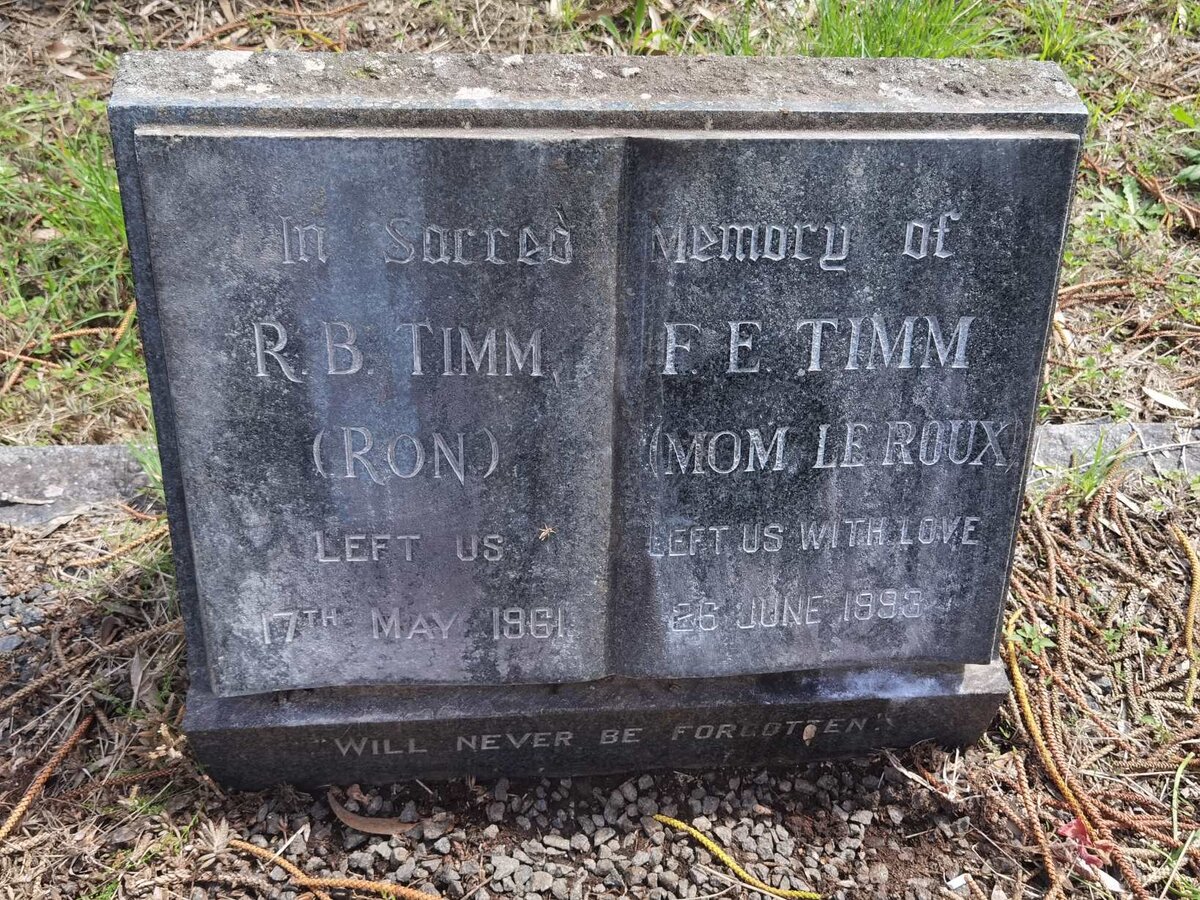 In Sacred Memory of
R. B. TIMM,
(RON)
LEFT US
17TH MAY 1961.
F. E. TIMM
(MOM LE ROUX)
LEFT US WITH LOVE
26 JUNE 1993
"WILL NEVER BE FORGOTTEN."